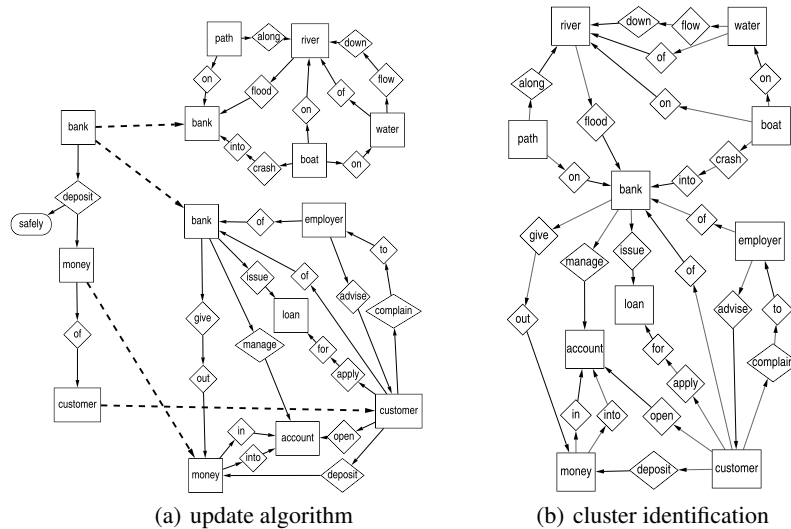 path
along
river
down
on
flood
flow
bank
on
of
bank
into
water
crash
boat
on
deposit
safely
bank
of
employer
money
of
to
issue
advise
give
loan
complain
of
manage
for
out
apply
customer
customer
in
account
open
into
money
deposit
(a) update algorithm
river
down
flow
water
of
on
along
on
path
flood
boat
crash
on
into
bank
of
give
employer
manage
issue
of
out
loan
advise
to
account
for
complain
apply
in
into
open
money
deposit
customer
(b) cluster identification